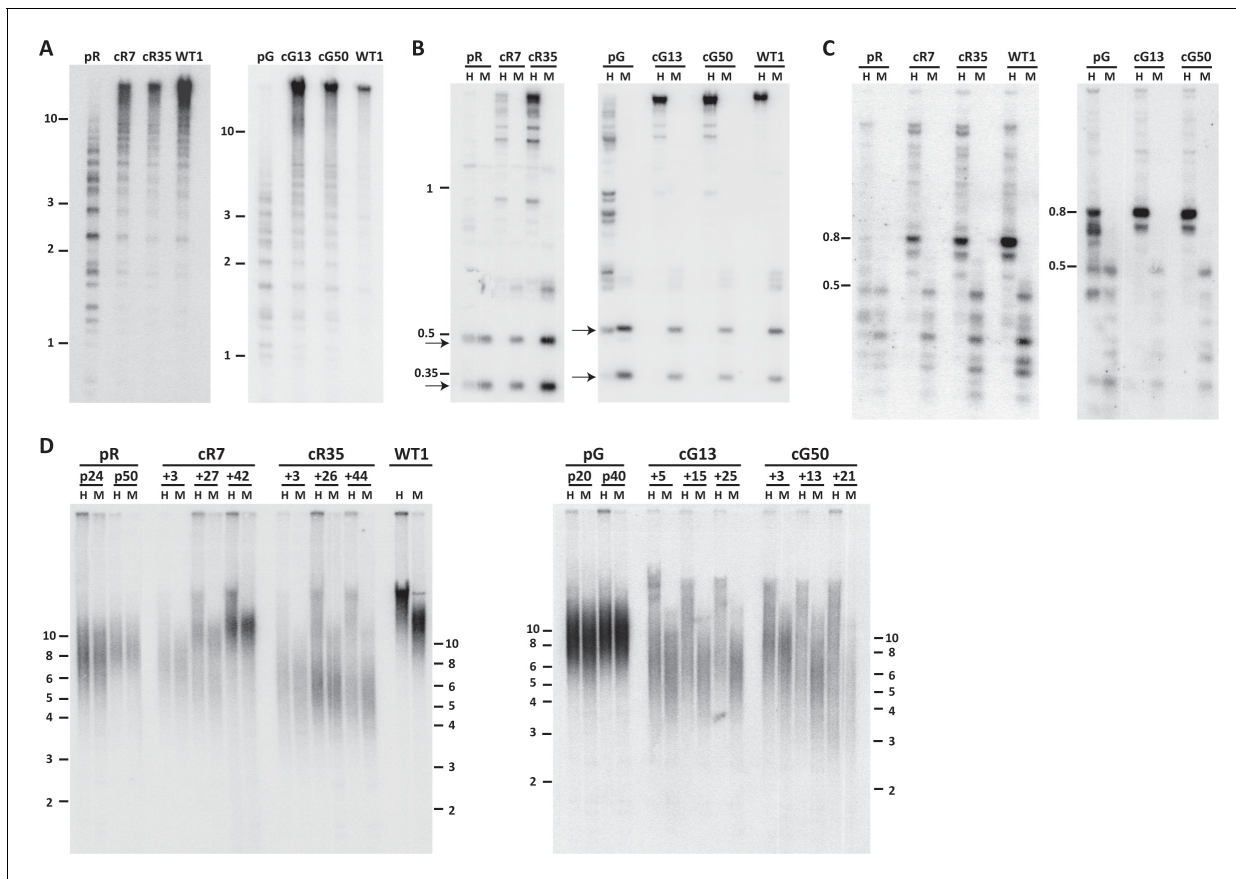 A
pR cR7 cR35 WT1
10
3
2
1
pG cG13 cG50 WT1
10
3
2
1
B
pR cR7 cR35
H M H M H M
1
0.5
0.35
pG cG13 cG50 WT1
H M H M H M H M
C
pR cR7 cR35 WT1
H M H M H M H M
0.8
0.5
pG cG13 cG50
H M H M H M
0.8
0.5
D
pR cR7 cR35 WT1
p24 p50 +3 +27 +42 +3 +26 +44
H M H M H M H M H M H M H M H M H M
10
8
6
5
4
3
2
10
8
6
5
4
3
2
pG cG13 cG50
p20 p40 +5 +15 +25 +3 +13 +21
H M H M H M H M H M H M H M H M
10
8
6
5
4
3
2
10
8
6
5
4
3
2